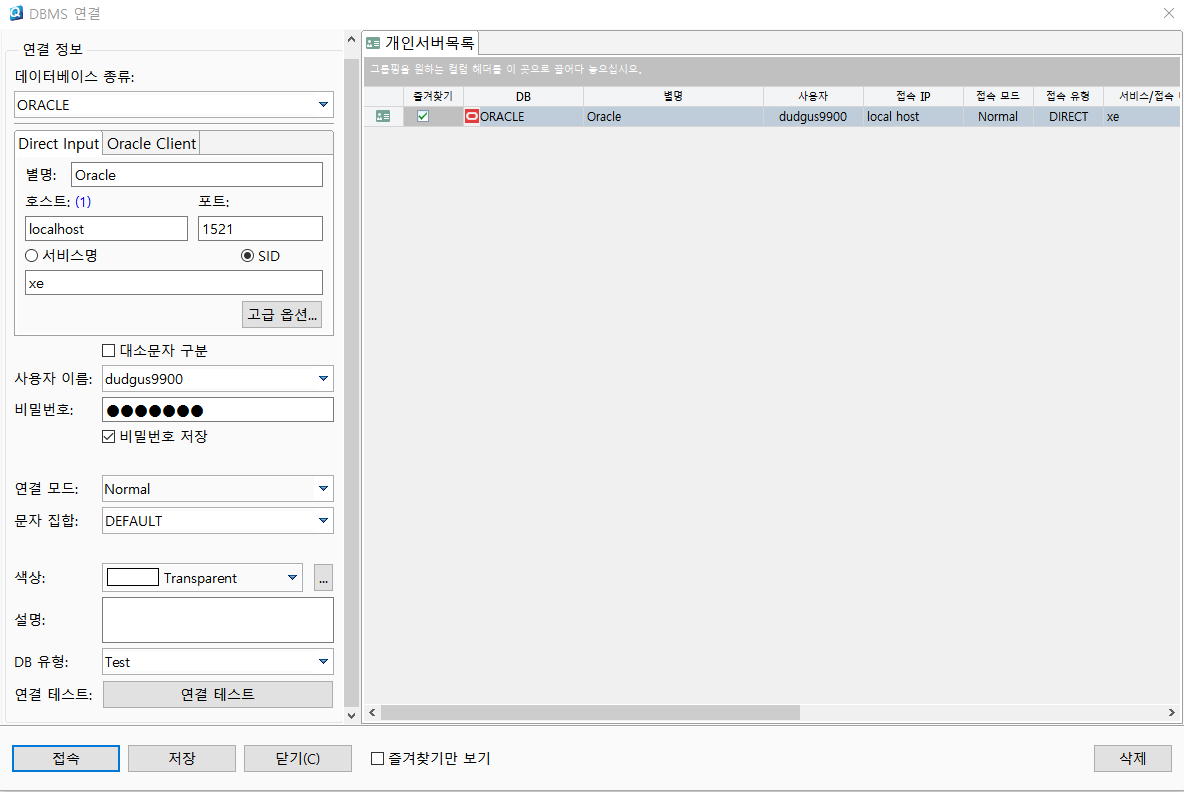 DBMS 연결
연결 정보
데이터베이스 종류:
ORACLE
Direct Input
Oracle Client
별명:
Oracle
호스트: (1)
포트:
localhost
1521
서비스명
SID
xe
고급 옵션...
대소문자 구분
사용자 이름:
dudgus9900
비밀번호:
●●●●●●●
비밀번호 저장
연결 모드:
Normal
문자 집합:
DEFAULT
색상:
Transparent
...
설명:
DB 유형:
Test
연결 테스트:
연결 테스트
개인서버목록
그룹핑을 원하는 컬럼 헤더를 이 곳으로 끌어다 놓으십시오.
즐겨찾기 DB 별명 사용자 접속 IP 접속 모드 접속 유형 서비스/접속
ORACLE Oracle dudgus9900 local host Normal DIRECT xe
접속
저장
닫기(C)
즐겨찾기만 보기
삭제